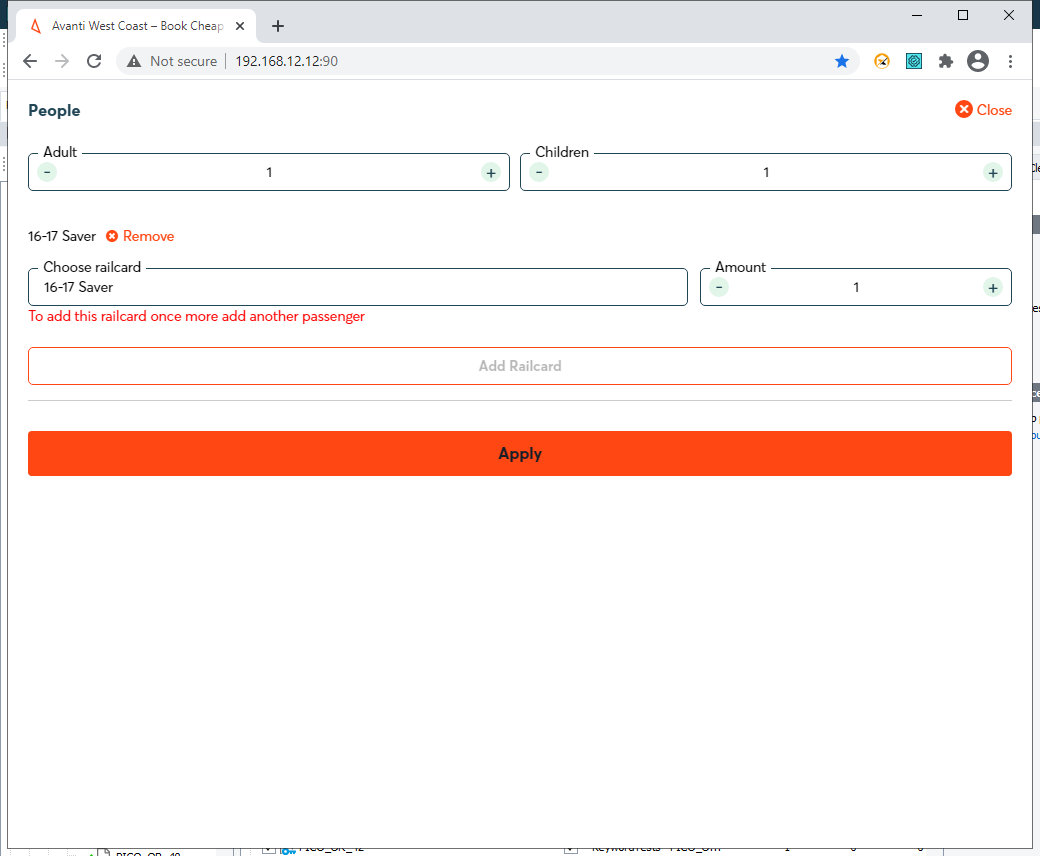 Avanti West Coast – Book Cheap
Not secure
192.168.12.12:90
People
Close
Adult
Children
- 1 +
- 1 +
16-17 Saver Remove
Choose railcard
Amount
16-17 Saver
- 1 +
To add this railcard once more add another passenger
Add Railcard
Apply